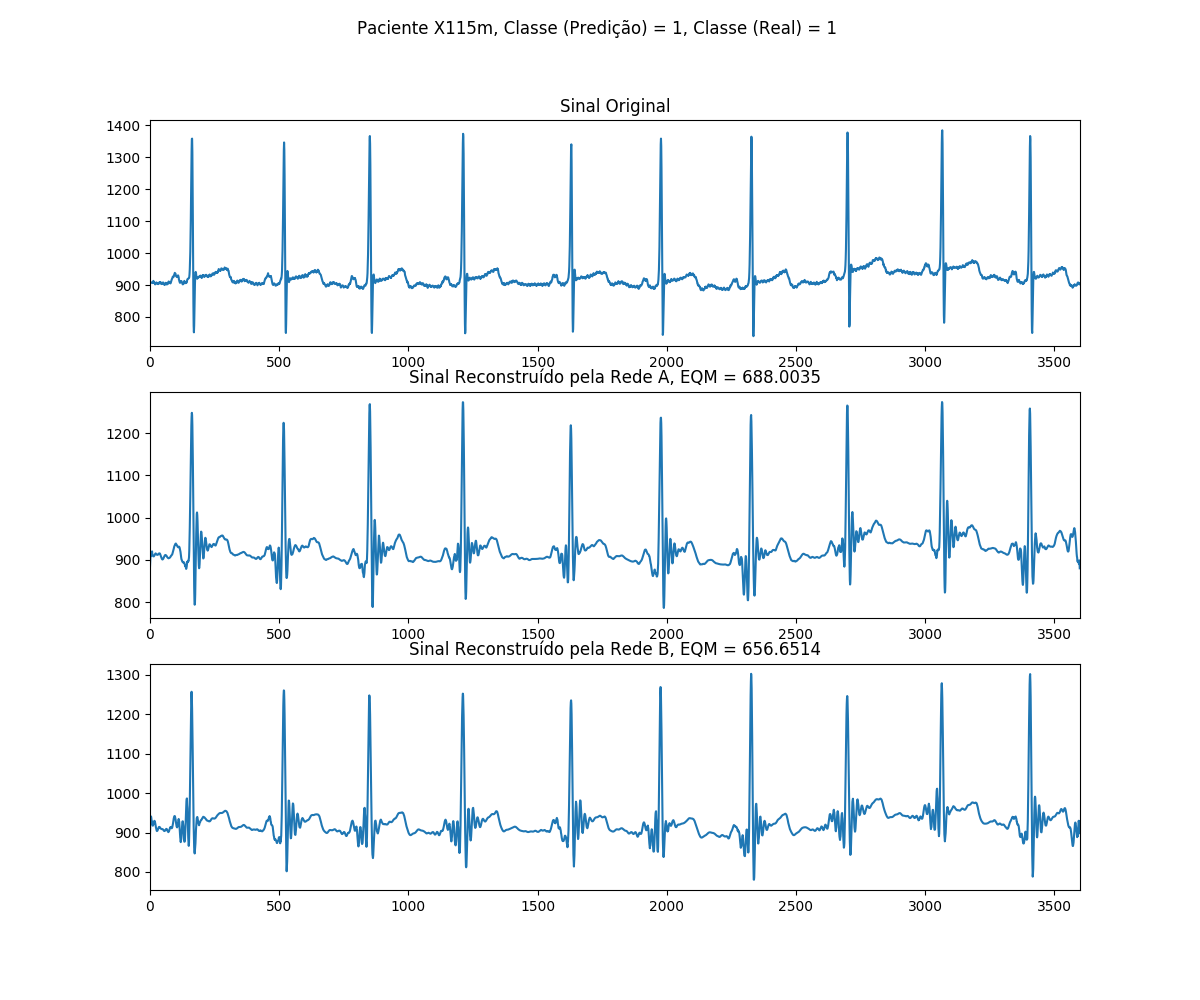 Paciente X115m, Classe (Predição) = 1, Classe (Real) = 1
Sinal Original
1400
1300
1200
1100
1000
900
800
0 500 1000 1500 2000 2500 3000 3500
Sinal Reconstruído pela Rede A, EQM = 688.0035
1200
1100
1000
900
800
0 500 1000 1500 2000 2500 3000 3500
Sinal Reconstruído pela Rede B, EQM = 656.6514
1300
1200
1100
1000
900
800
0 500 1000 1500 2000 2500 3000 3500